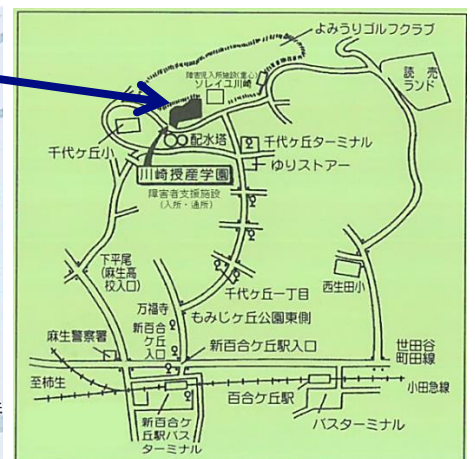 よみうりゴルフクラブ
障害児入所施設(重心)
ソレイユ川崎
読売
ランド
千代ヶ丘小
配水塔
千代ケ丘ターミナル
ゆりストアー
川崎授産学園
障害者支援施設
(入所・通所)
下平尾
(麻生高
校入口)
千代ケ丘一丁目
西生田小
万福寺
もみじケ丘公園東側
新百合
ケ丘
入口
麻生警察署
新百合ケ丘駅入口
世田谷
町田線
至柿生
百合ケ丘駅
小田急線
新百合ケ
丘駅バス
ターミナル
バスターミナル